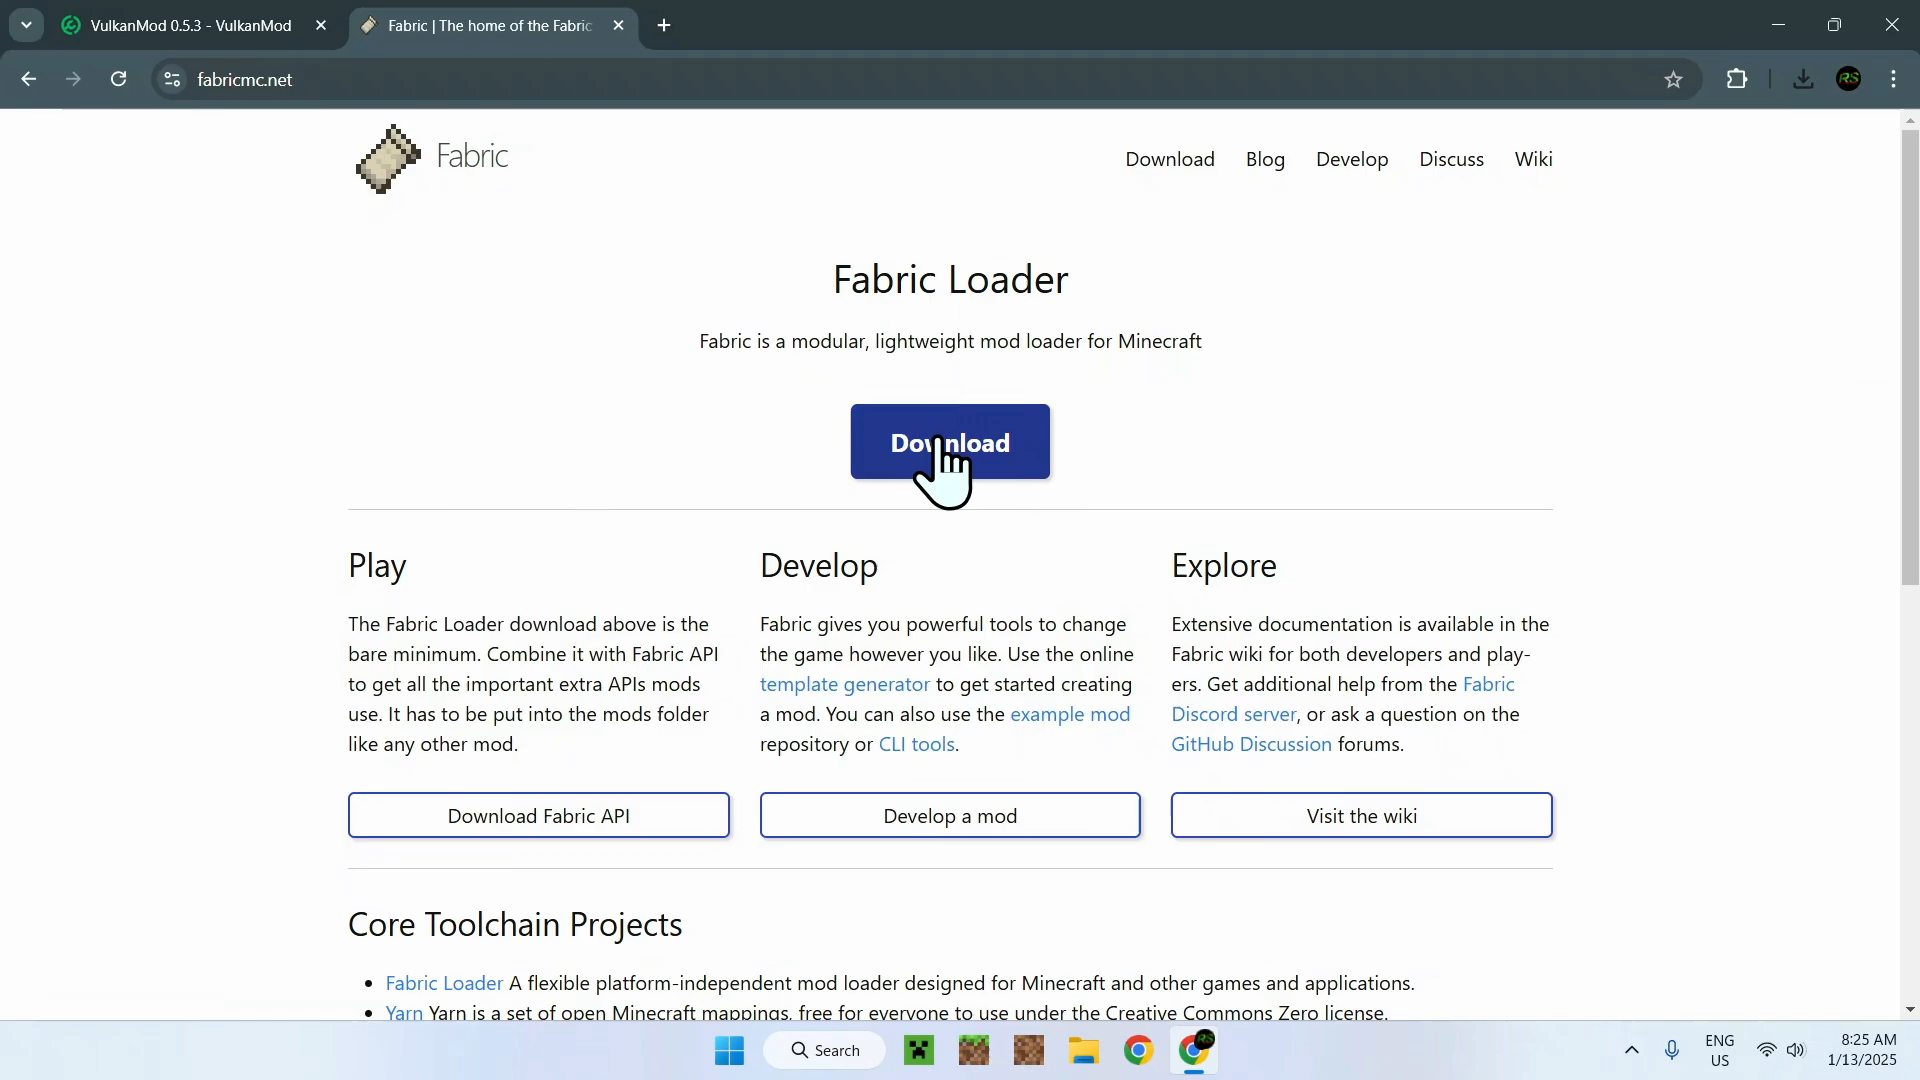 VulkanMod 0.5.3 - VulkanMod
Fabric | The home of the Fabric
fabricmc.net
RS
Fabric
Download Blog Develop Discuss Wiki
Fabric Loader
Fabric is a modular, lightweight mod loader for Minecraft
Download
Play
The Fabric Loader download above is the
bare minimum. Combine it with Fabric API
to get all the important extra APIs mods
use. It has to be put into the mods folder
like any other mod.
Download Fabric API
Develop
Fabric gives you powerful tools to change
the game however you like. Use the online
template generator to get started creating
a mod. You can also use the example mod
repository or CLI tools.
Develop a mod
Explore
Extensive documentation is available in the
Fabric wiki for both developers and play-
ers. Get additional help from the Fabric
Discord server, or ask a question on the
GitHub Discussion forums.
Visit the wiki
Core Toolchain Projects
• Fabric Loader A flexible platform-independent mod loader designed for Minecraft and other games and applications.
• Yarn Yarn is a set of open Minecraft mappings, free for everyone to use under the Creative Commons Zero license.
Search
RS
ENG
US
8:25 AM
1/13/2025